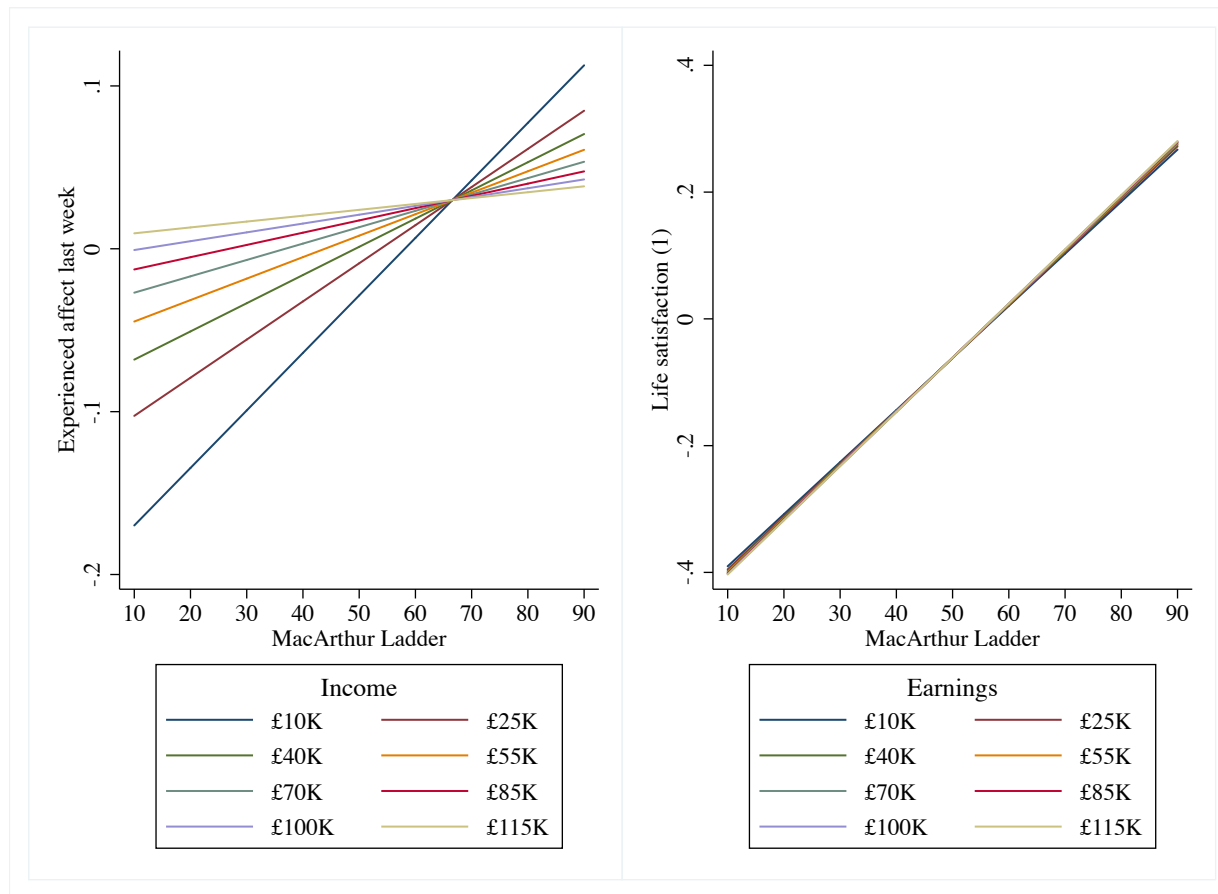 Experienced affect last week
.1
0
-.1
-.2
10 20 30 40 50 60 70 80 90
MacArthur Ladder
Income
£10K £25K
£40K £55K
£70K £85K
£100K £115K
Life satisfaction (1)
.4
.2
0
-.2
-.4
10 20 30 40 50 60 70 80 90
MacArthur Ladder
Earnings
£10K £25K
£40K £55K
£70K £85K
£100K £115K